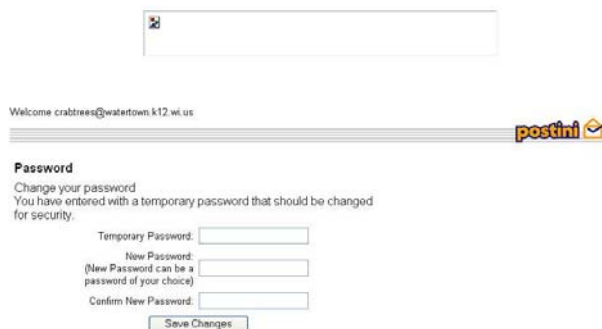 Welcome crabtrees@watertown.k12.wi.us
postini
Password
Change your password
You have entered with a temporary password that should be changed
for security.
Temporary Password:
New Password:
(New Password can be a
password of your choice)
Confirm New Password:
Save Changes